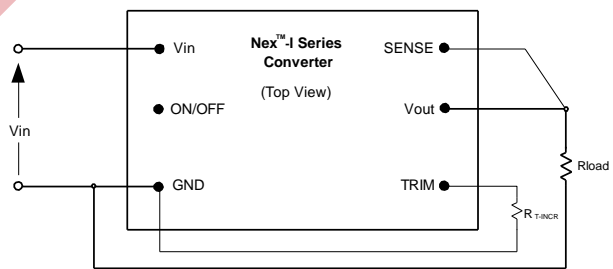 Nex™-I Series
Converter
(Top View)
Vin
ON/OFF
GND
SENSE
Vout
TRIM
Vin
Rload
R T-INCR